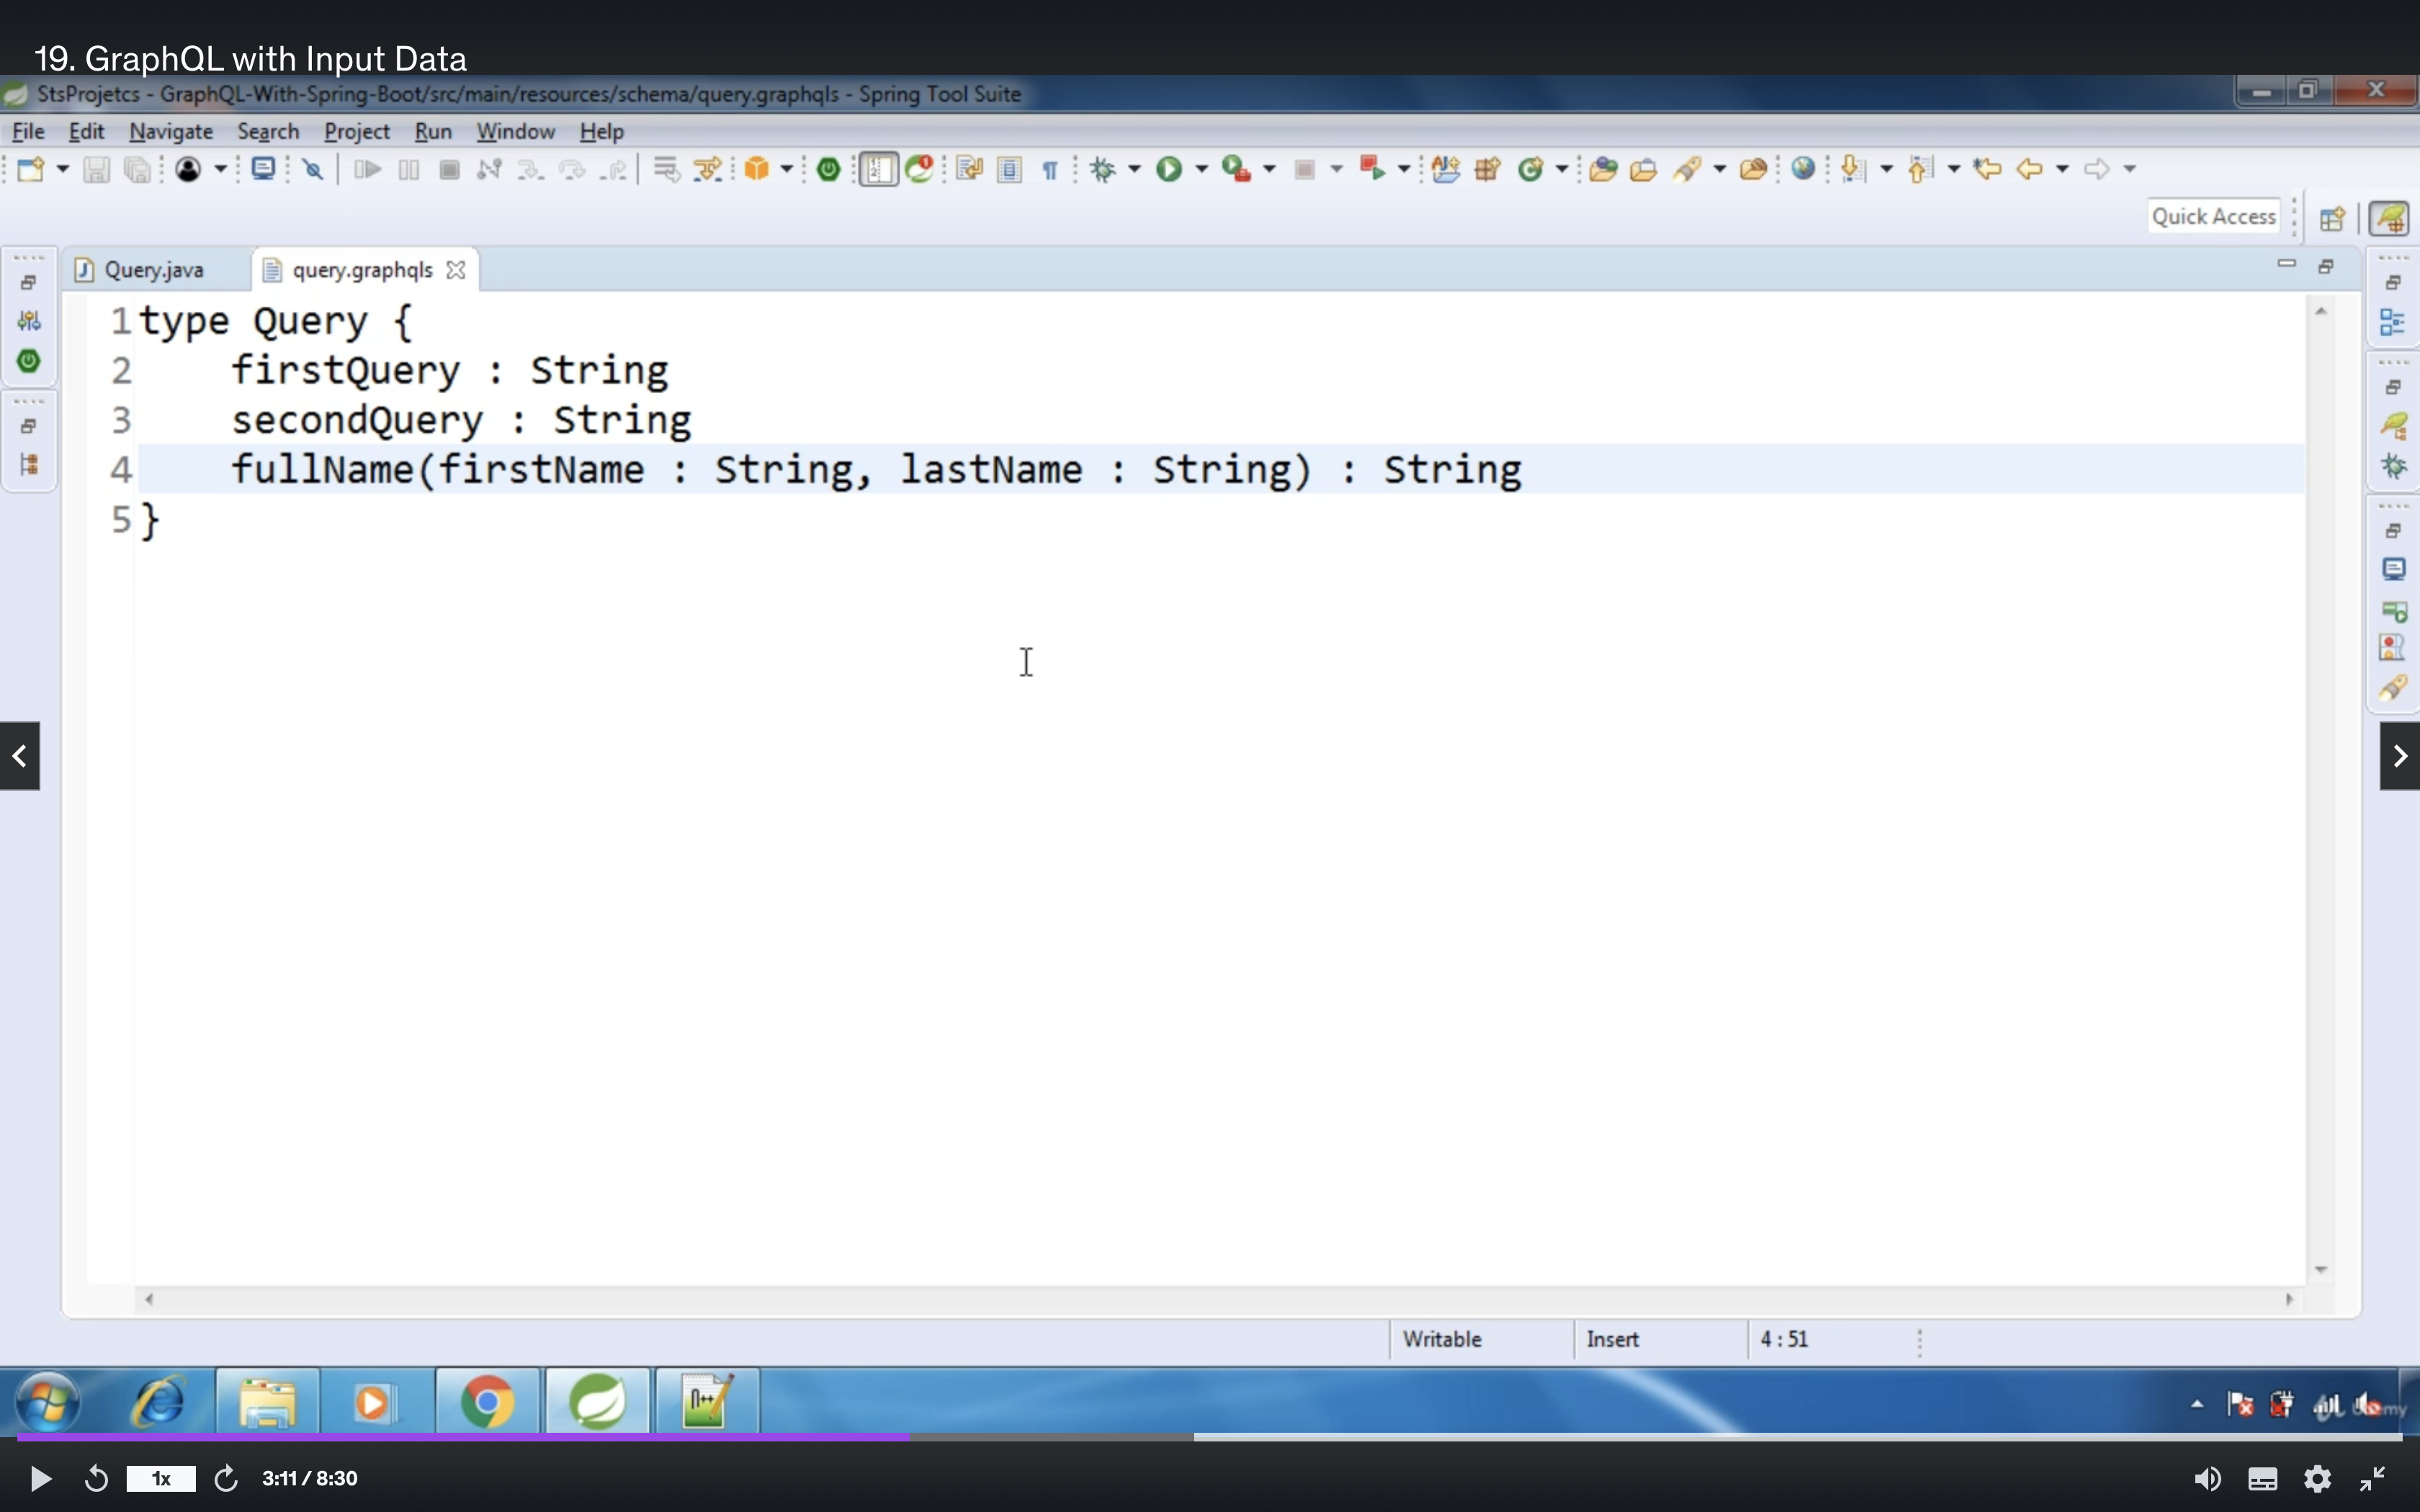 19. GraphQL with Input Data
StsProjetcs - GraphQL-With-Spring-Boot/src/main/resources/schema/query.graphqls - Spring Tool Suite
File Edit Navigate Search Project Run Window Help
Quick Access
Query.java query.graphqls
1 type Query {
2 firstQuery : String
3 secondQuery : String
4 fullName(firstName : String, lastName : String) : String
5 }
Writable Insert 4 : 51
1x 3:11 / 8:30